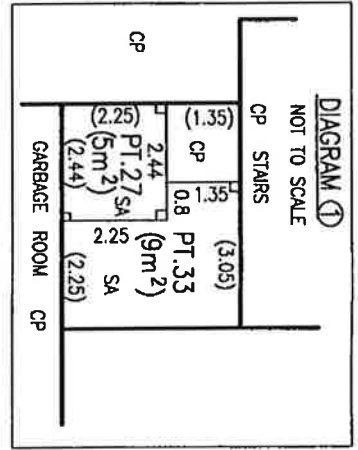 DIAGRAM ①
NOT TO SCALE
CP STAIRS
CP
(1.35)
CP
1.35
(3.05)
0.8
(2.25)
2.44
PT.27 SA
(5m²)
(2.44)
PT.33
(9m²)
2.25
SA
(2.25)
GARBAGE ROOM CP